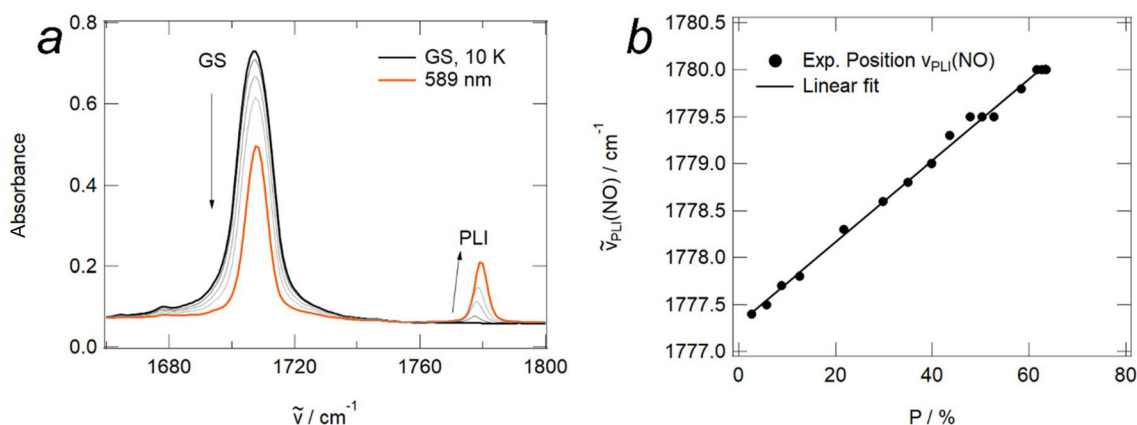 a
0.8
0.6
0.4
0.2
0.0
Absorbance
GS
GS, 10 K
589 nm
PLI
1680
1720
1760
1800
ṽ / cm⁻¹
b
1780.5
1780.0
1779.5
1779.0
1778.5
1778.0
1777.5
1777.0
ṽPLI(NO) / cm⁻¹
Exp. Position νPLI(NO)
Linear fit
0
20
40
60
80
P / %